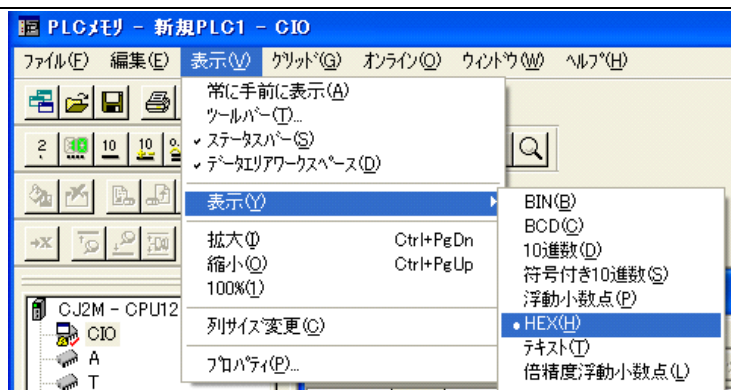 PLCメモリ - 新規PLC1 - CIO
ファイル(F) 編集(E) 表示(V) グリッド(G) オンライン(O) ウィンドウ(W) ヘルプ(H)
常に手前に表示(A)
ツールバー(T)...
ステータスバー(S)
データエリアワークスペース(D)
表示(Y)
拡大(I) Ctrl+PgDn
縮小(O) Ctrl+PgUp
100%(1)
列サイズ変更(C)
プロパティ(P)...
BIN(B)
BCD(C)
10進数(D)
符号付き10進数(S)
浮動小数点(P)
HEX(H)
テキスト(T)
倍精度浮動小数点(L)
2 10 10
CJ2M - CPU12
CIO
A
T